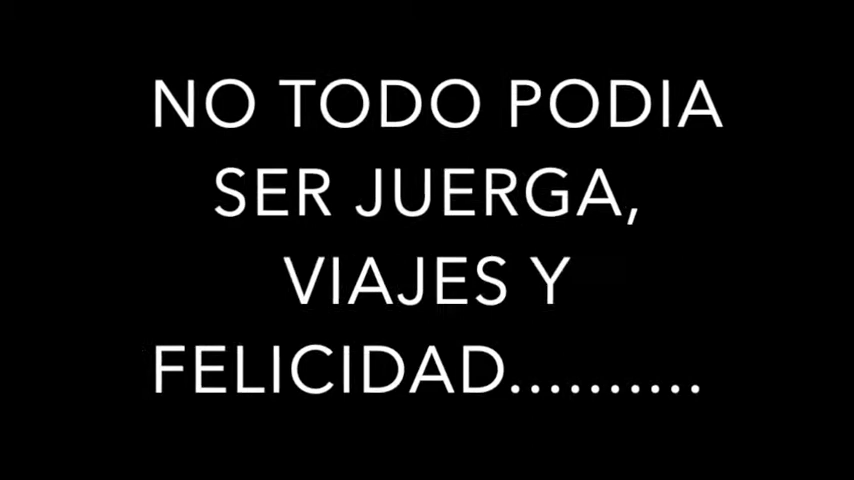 NO TODO PODIA
SER JUERGA,
VIAJES Y
FELICIDAD..........